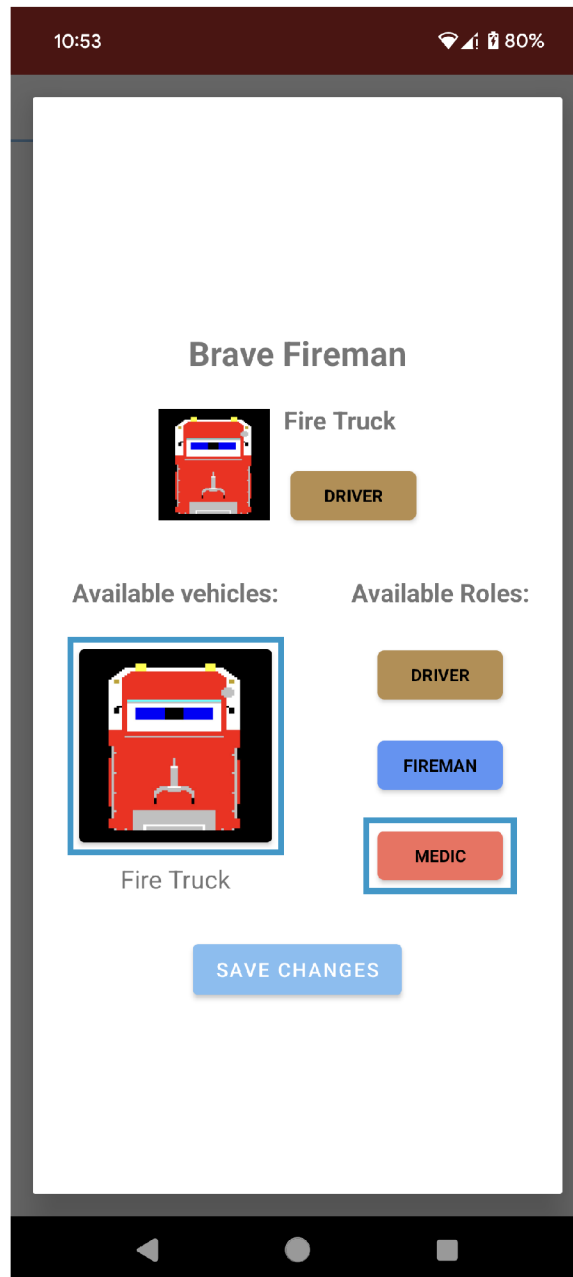 10:53
80%
Brave Fireman
Fire Truck
DRIVER
Available vehicles:
Available Roles:
DRIVER
FIREMAN
MEDIC
Fire Truck
SAVE CHANGES